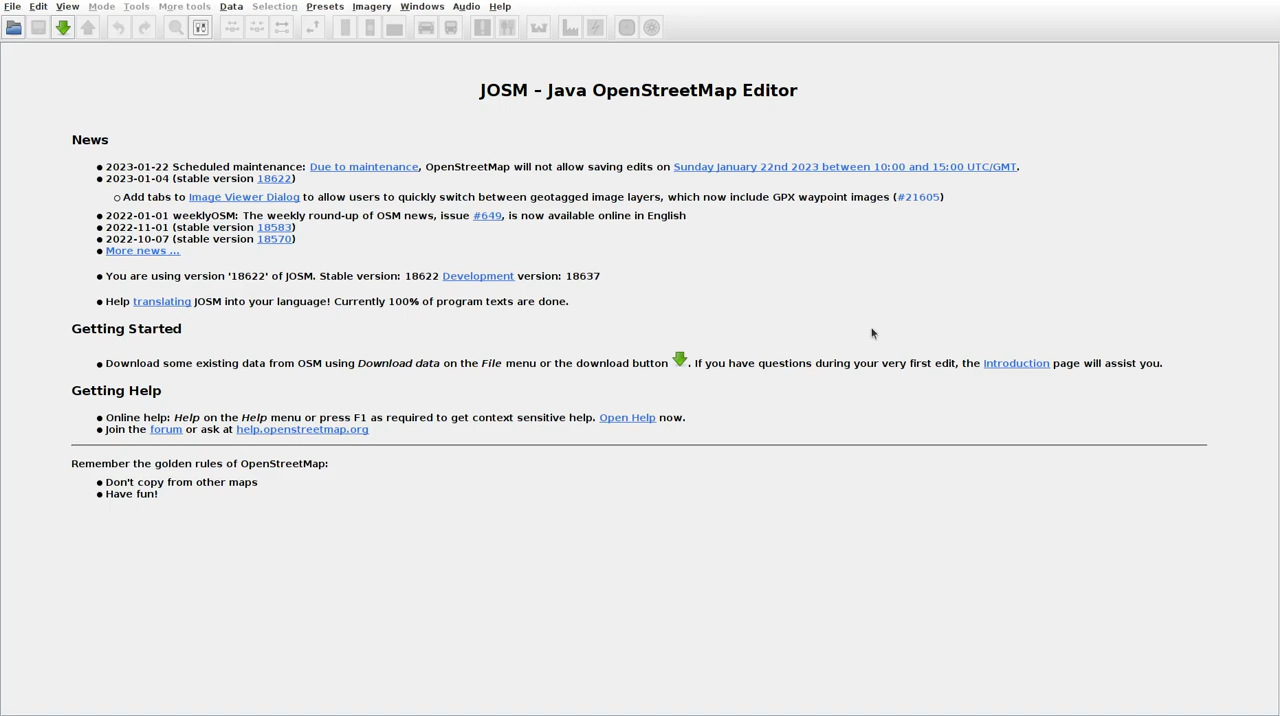 File Edit View Mode Tools More tools Data Selection Presets Imagery Windows Audio Help
JOSM – Java OpenStreetMap Editor
News
● 2023-01-22 Scheduled maintenance: Due to maintenance, OpenStreetMap will not allow saving edits on Sunday January 22nd 2023 between 10:00 and 15:00 UTC/GMT.
● 2023-01-04 (stable version 18622)
○ Add tabs to Image Viewer Dialog to allow users to quickly switch between geotagged image layers, which now include GPX waypoint images (#21605)
● 2022-01-01 weeklyOSM: The weekly round-up of OSM news, issue #649, is now available online in English
● 2022-11-01 (stable version 18583)
● 2022-10-07 (stable version 18570)
● More news ...
● You are using version '18622' of JOSM. Stable version: 18622 Development version: 18637
● Help translating JOSM into your language! Currently 100% of program texts are done.
Getting Started
● Download some existing data from OSM using Download data on the File menu or the download button . If you have questions during your very first edit, the Introduction page will assist you.
Getting Help
● Online help: Help on the Help menu or press F1 as required to get context sensitive help. Open Help now.
● Join the forum or ask at help.openstreetmap.org
Remember the golden rules of OpenStreetMap:
● Don't copy from other maps
● Have fun!